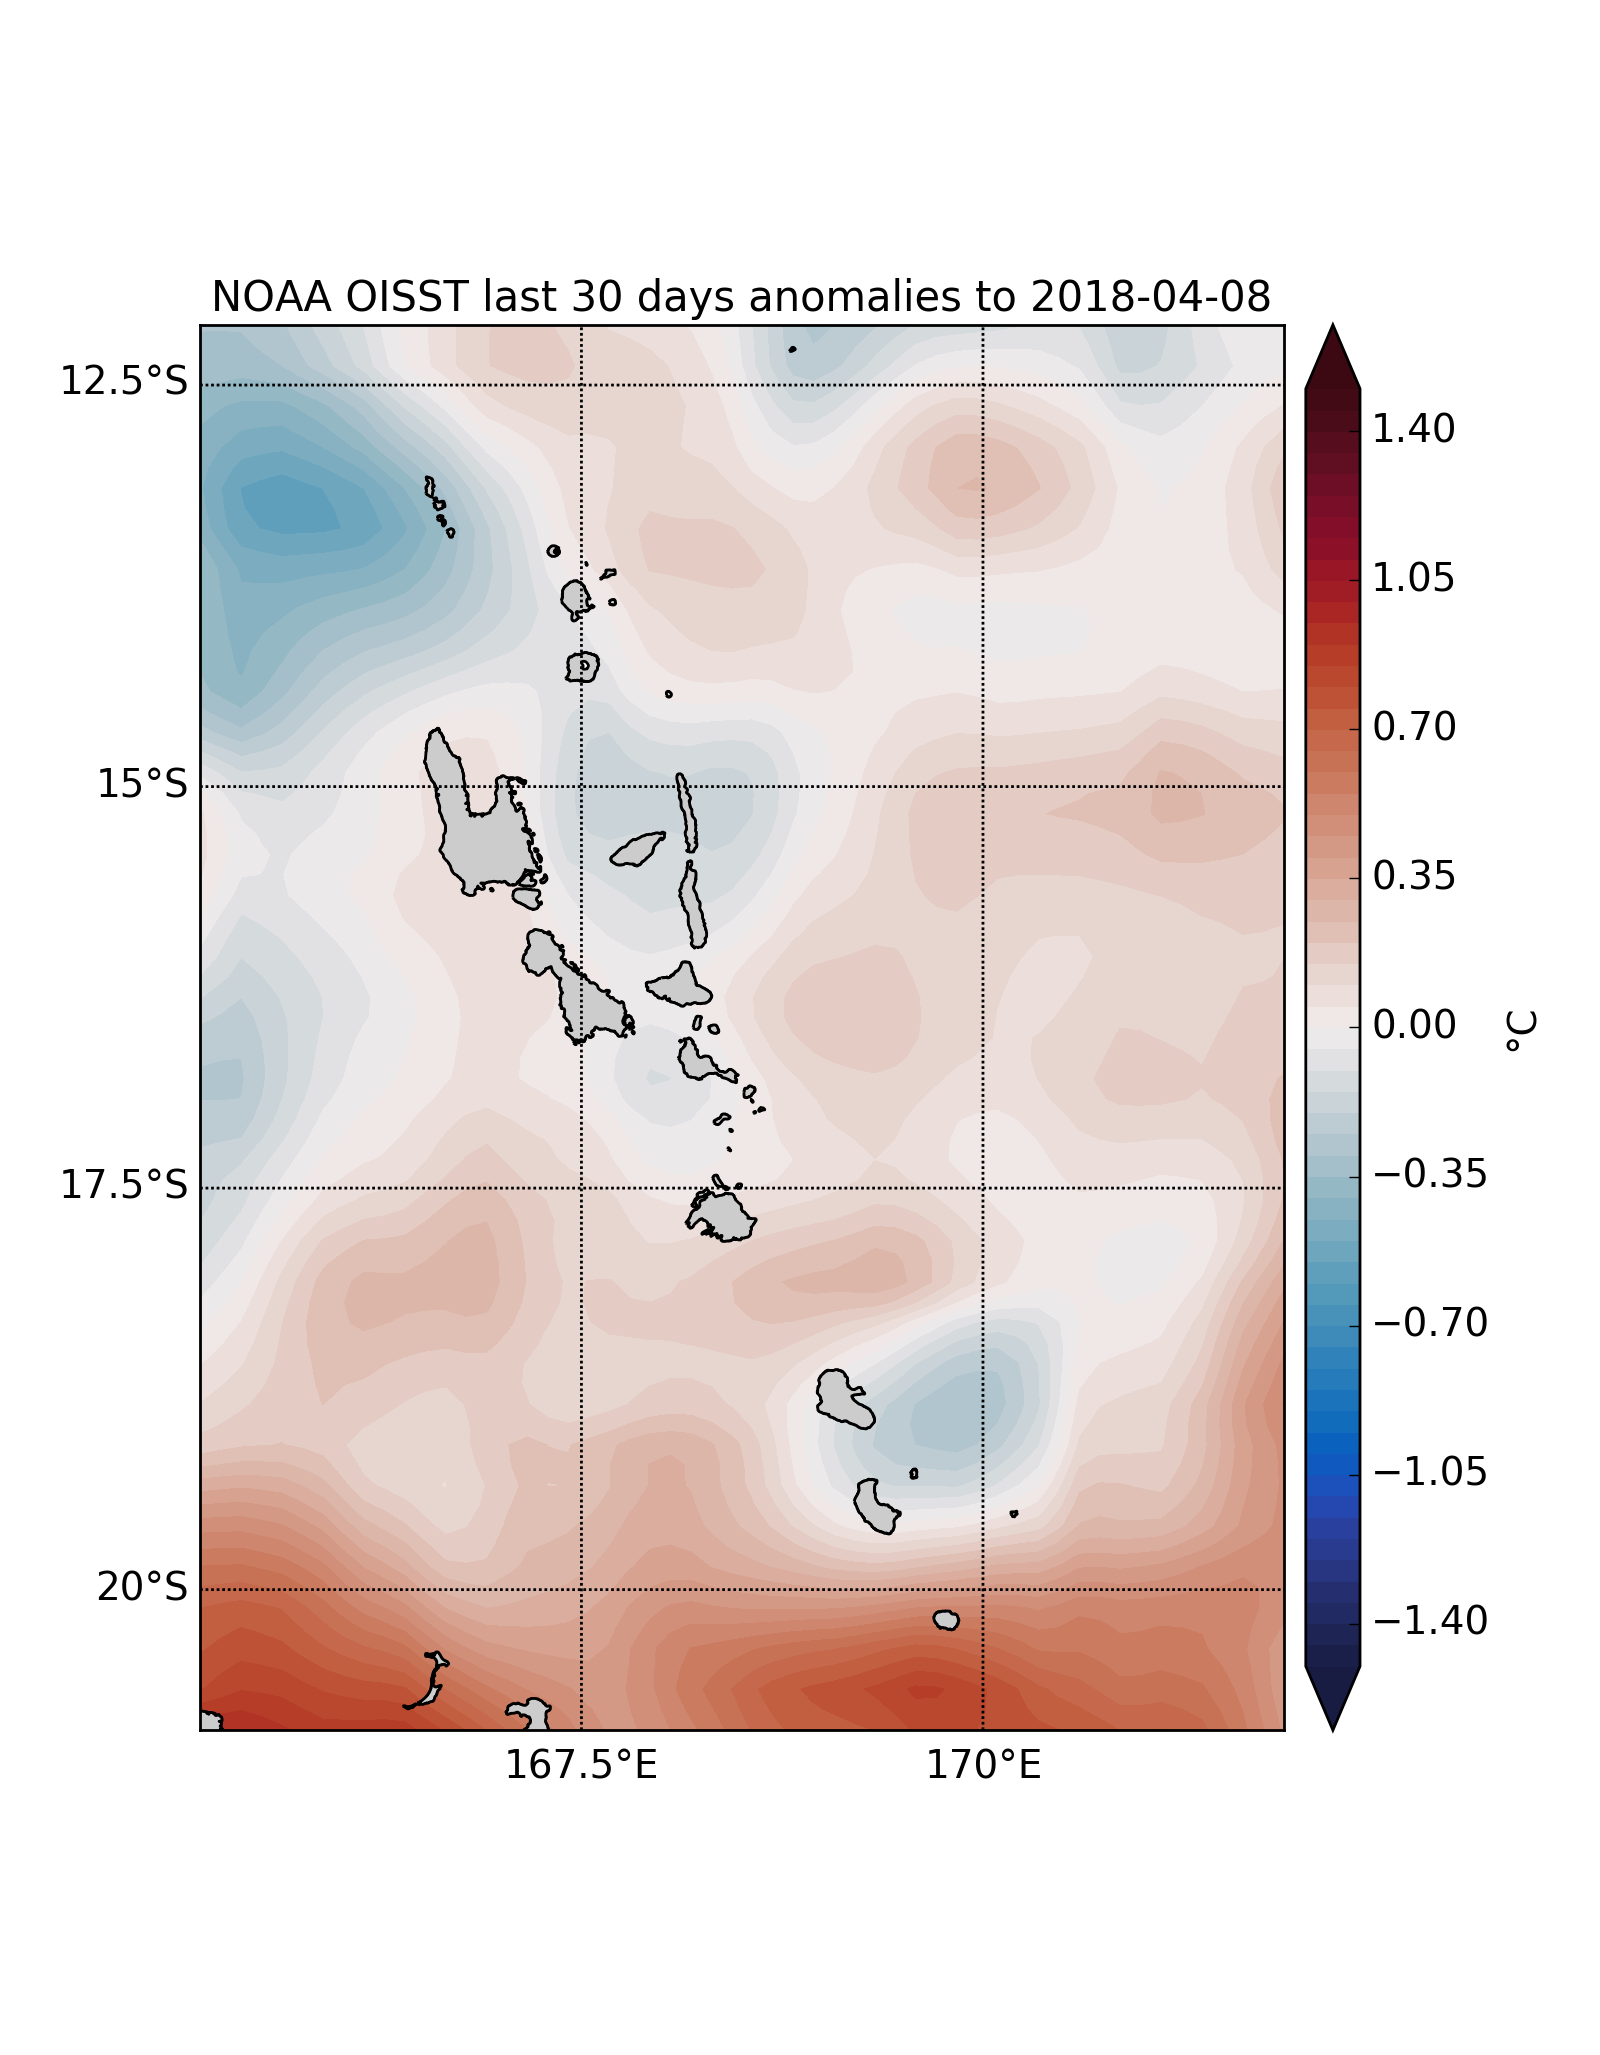 NOAA OISST last 30 days anomalies to 2018-04-08
12.5°S
15°S
17.5°S
20°S
167.5°E
170°E
1.40
1.05
0.70
0.35
0.00
−0.35
−0.70
−1.05
−1.40
°C